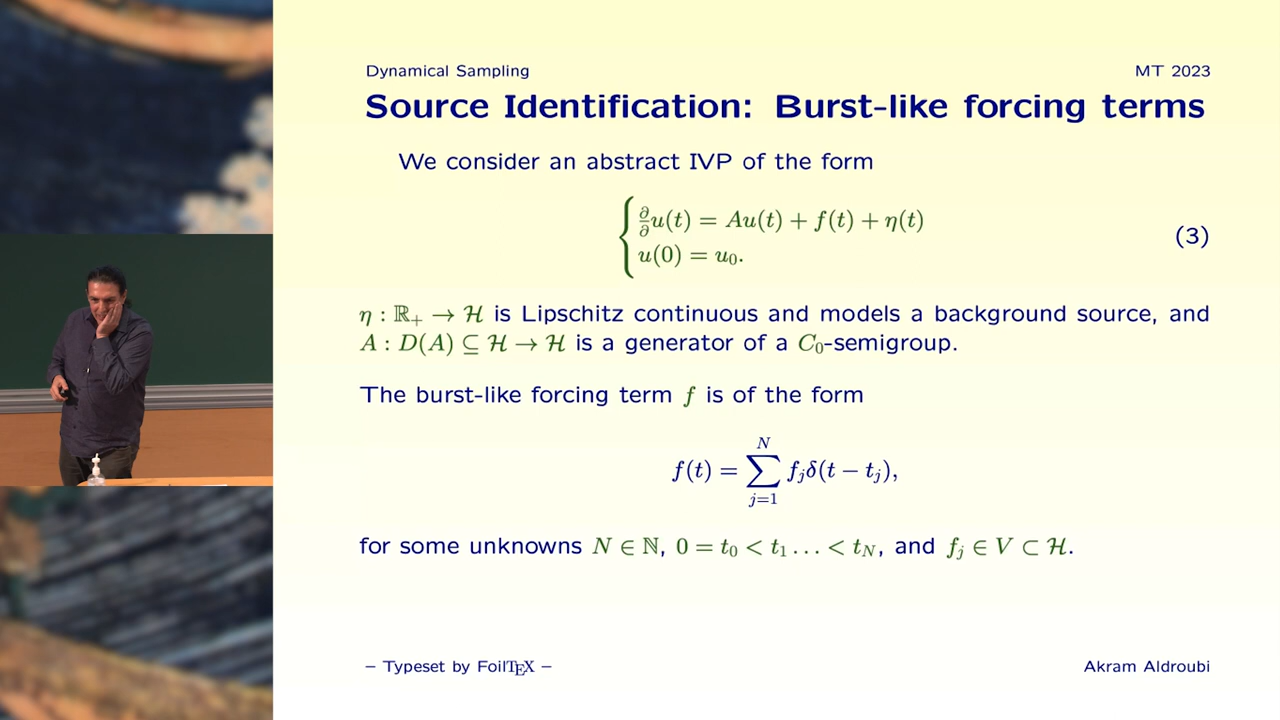 Dynamical Sampling MT 2023
Source Identification: Burst-like forcing terms
We consider an abstract IVP of the form
∂/∂ u(t) = Au(t) + f(t) + η(t)
u(0) = u₀. (3)
η : ℝ₊ → ℋ is Lipschitz continuous and models a background source, and
A : D(A) ⊆ ℋ → ℋ is a generator of a C₀-semigroup.
The burst-like forcing term f is of the form
f(t) = ∑_{j=1}^{N} f_jδ(t − t_j),
for some unknowns N ∈ ℕ, 0 = t₀ < t₁ … < t_N, and f_j ∈ V ⊂ ℋ.
– Typeset by FoilTEX – Akram Aldroubi